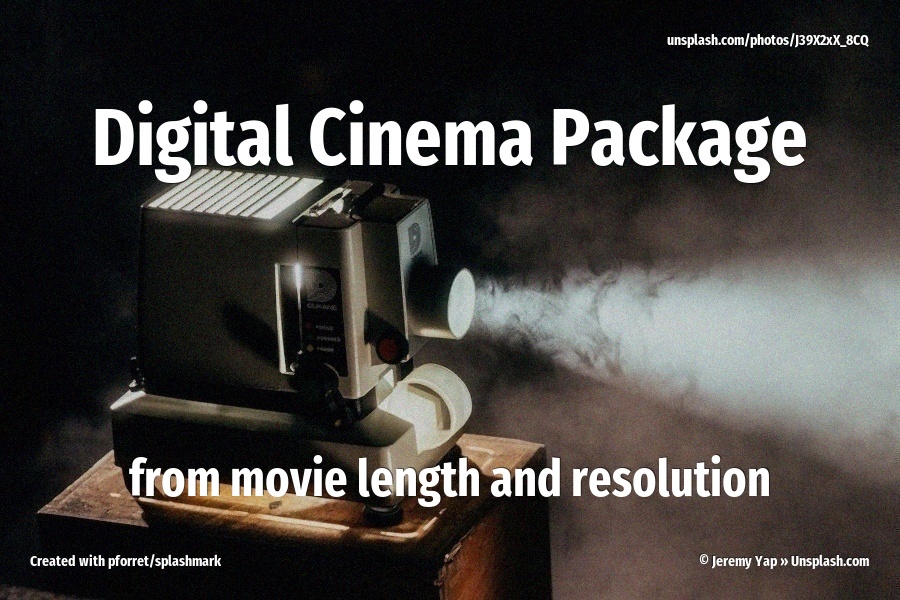 unsplash.com/photos/J39X2xX_8CQ
Digital Cinema Package
from movie length and resolution
Created with pforret/splashmark
© Jeremy Yap » Unsplash.com